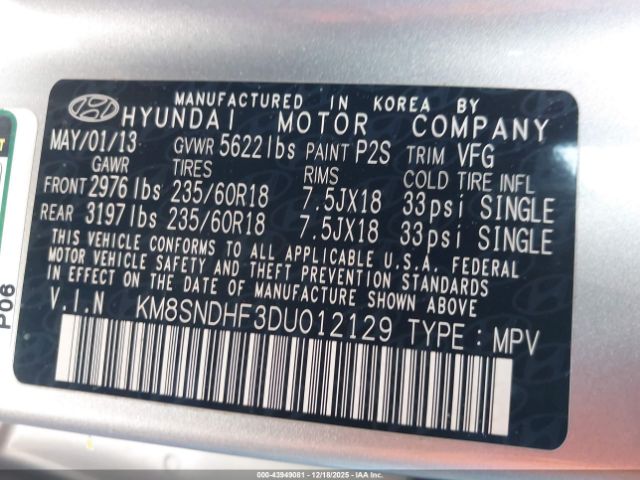 MANUFACTURED IN KOREA BY
HYUNDAI MOTOR COMPANY
MAY/01/13 GVWR 5622lbs PAINT P2S TRIM VFG
GAWR TIRES RIMS COLD TIRE INFL
FRONT 2976 lbs 235/60R18 7.5JX18 33psi SINGLE
REAR 3197lbs 235/60R18 7.5JX18 33psi SINGLE
THIS VEHICLE CONFORMS TO ALL APPLICABLE U.S.A. FEDERAL
MOTOR VEHICLE SAFETY AND THEFT PREVENTION STANDARDS
IN EFFECT ON THE DATE OF MANUFACTURE SHOWN ABOVE.
V.I.N KM8SNDHF3DU012129 TYPE : MPV
P06
000-43949081 - 12/18/2025 - IAA